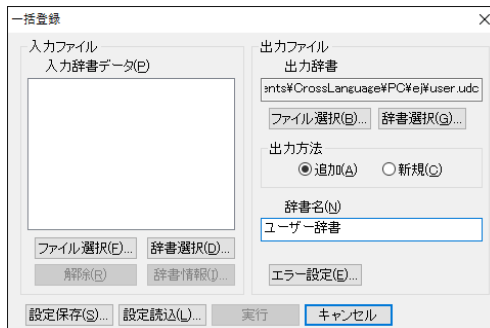 一括登録
入力ファイル
入力辞書データ(P)
ファイル選択(F)...
辞書選択(D)...
解除(R)
辞書情報(I)...
出力ファイル
出力辞書
ents¥CrossLanguage¥PC¥ej¥user.udc
ファイル選択(B)...
辞書選択(G)...
出力方法
追加(A)
新規(C)
辞書名(N)
ユーザー辞書
エラー設定(E)...
設定保存(S)...
設定読込(L)...
実行
キャンセル